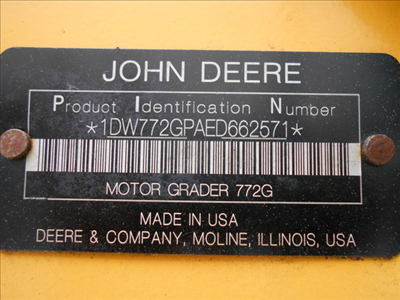 JOHN DEERE
Product Identification Number
*1DW772GPAED662571*
MOTOR GRADER 772G
MADE IN USA
DEERE & COMPANY, MOLINE, ILLINOIS, USA